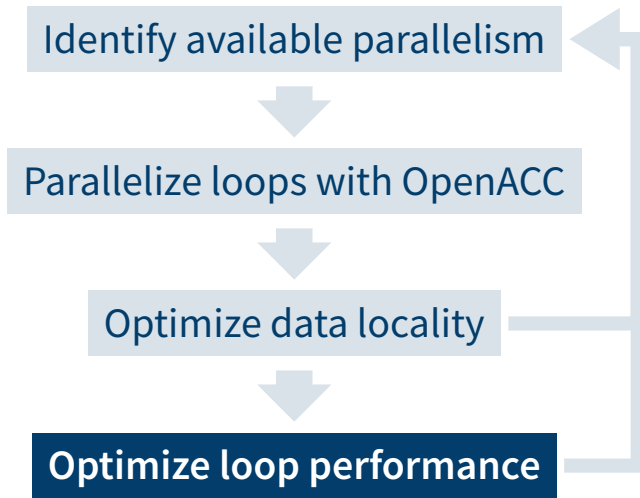 Identify available parallelism
Parallelize loops with OpenACC
Optimize data locality
Optimize loop performance